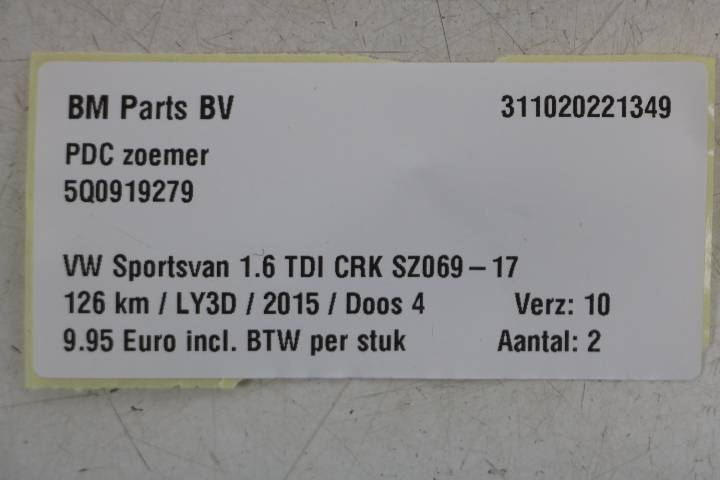 BM Parts BV 311020221349
PDC zoemer
5Q0919279
VW Sportsvan 1.6 TDI CRK SZ069 – 17
126 km / LY3D / 2015 / Doos 4 Verz: 10
9.95 Euro incl. BTW per stuk Aantal: 2